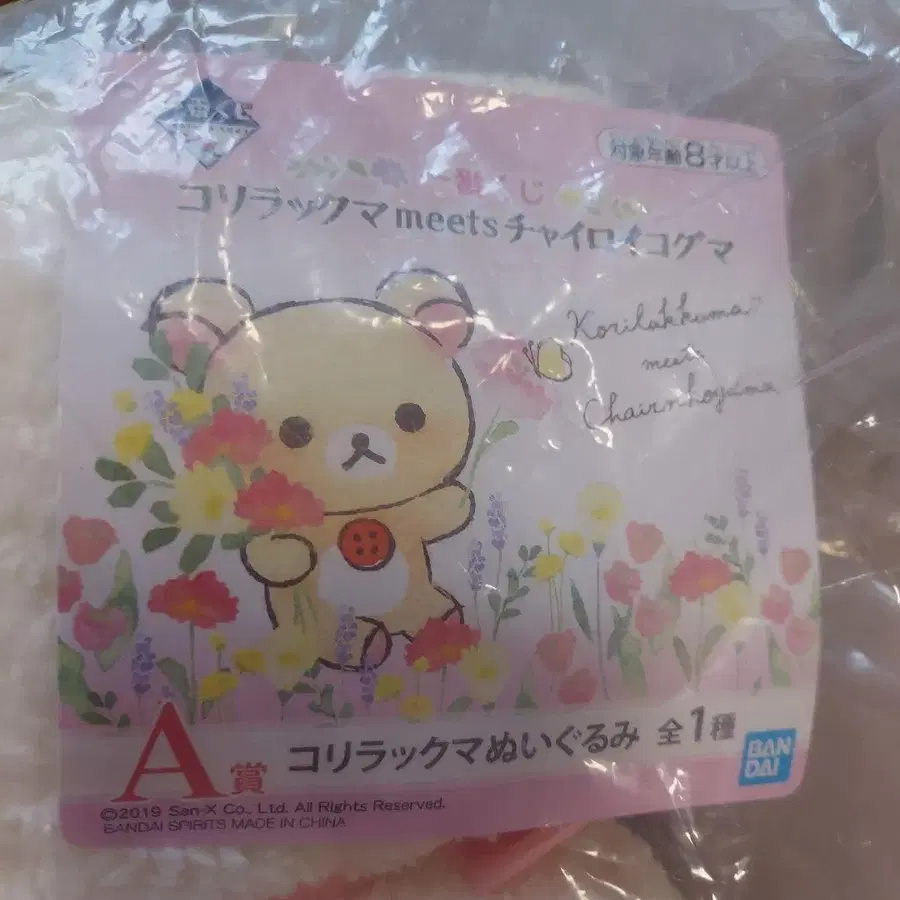 対象年齢8才以上
一番くじ
コリラックマmeetsチャイロイコグマ
Korilakkuma
meets
Chairoikoguma
A賞 コリラックマぬいぐるみ 全1種
BAN
DAI
©2019 San-X Co., Ltd. All Rights Reserved.
BANDAI SPIRITS MADE IN CHINA